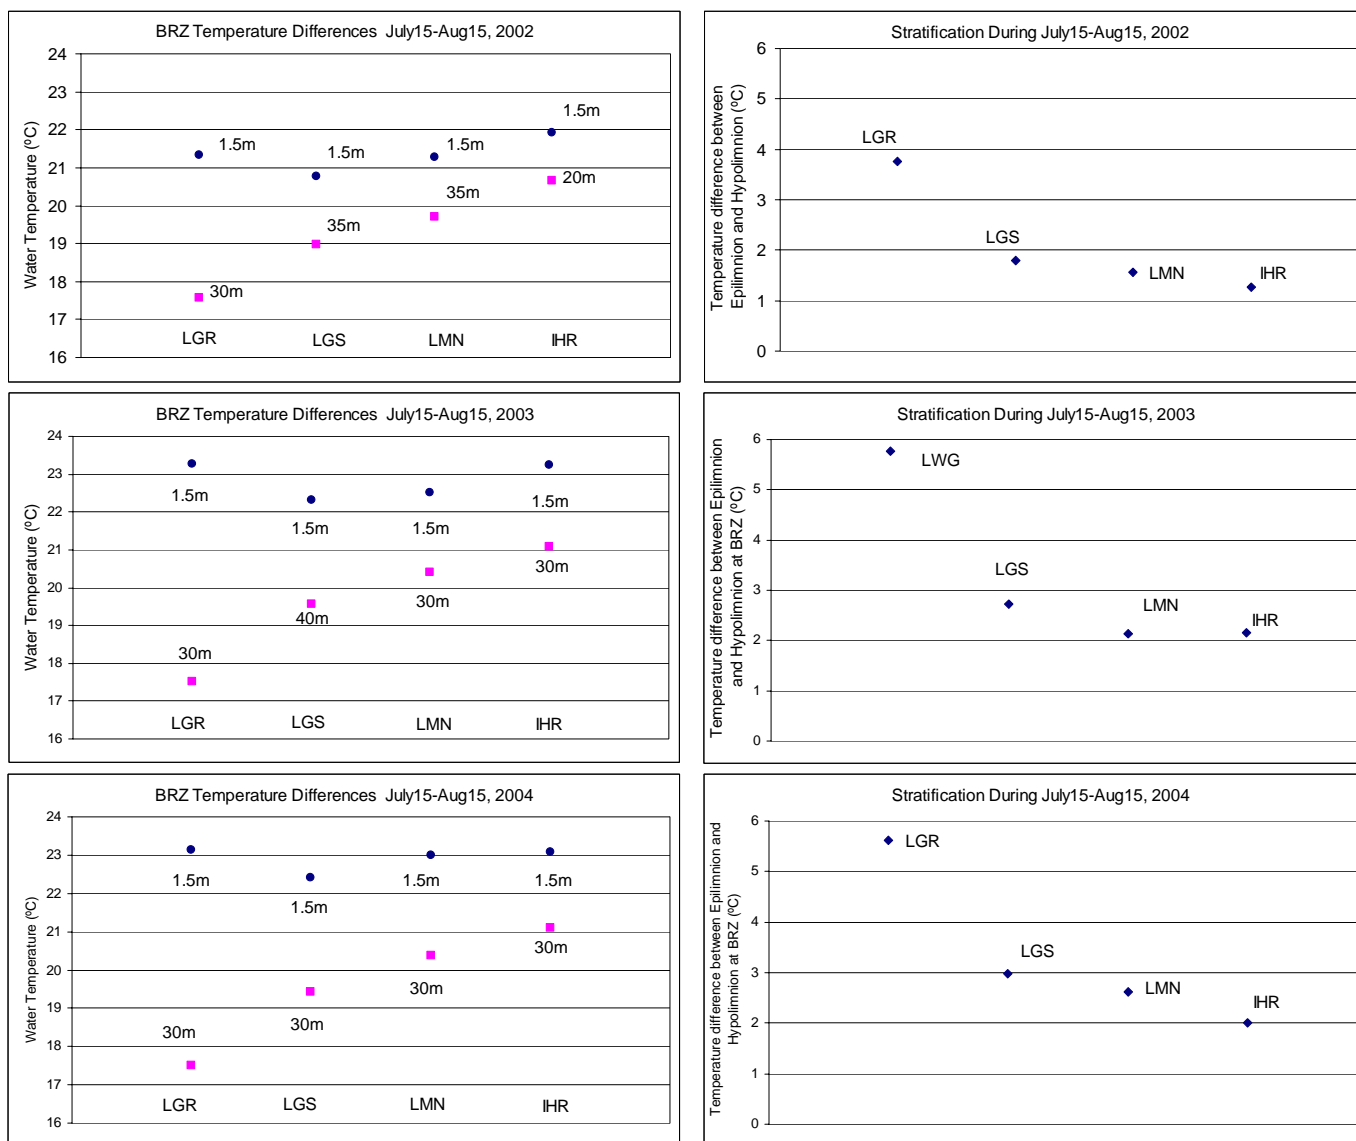 BRZ Temperature Differences  July15-Aug15, 2002
Water Temperature (ºC)
24
23
22
21
20
19
18
17
16
1.5m
1.5m
1.5m
1.5m
30m
35m
35m
20m
LGR
LGS
LMN
IHR
Stratification During July15-Aug15, 2002
Temperature difference between
Epilimnion and Hypolimnion (ºC)
6
5
4
3
2
1
0
LGR
LGS
LMN
IHR
BRZ Temperature Differences  July15-Aug15, 2003
Water Temperature (ºC)
24
23
22
21
20
19
18
17
16
1.5m
1.5m
1.5m
1.5m
30m
40m
30m
30m
LGR
LGS
LMN
IHR
Stratification During July15-Aug15, 2003
Temperature difference between Epilimnion
and Hypolimnion at BRZ (ºC)
6
5
4
3
2
1
0
LWG
LGS
LMN
IHR
BRZ Temperature Differences  July15-Aug15, 2004
Water Temperature (ºC)
24
23
22
21
20
19
18
17
16
1.5m
1.5m
1.5m
1.5m
30m
30m
30m
30m
LGR
LGS
LMN
IHR
Stratification During July15-Aug15, 2004
Temperature difference between Epilimnion and
Hypolimnion at BRZ (ºC)
6
5
4
3
2
1
0
LGR
LGS
LMN
IHR